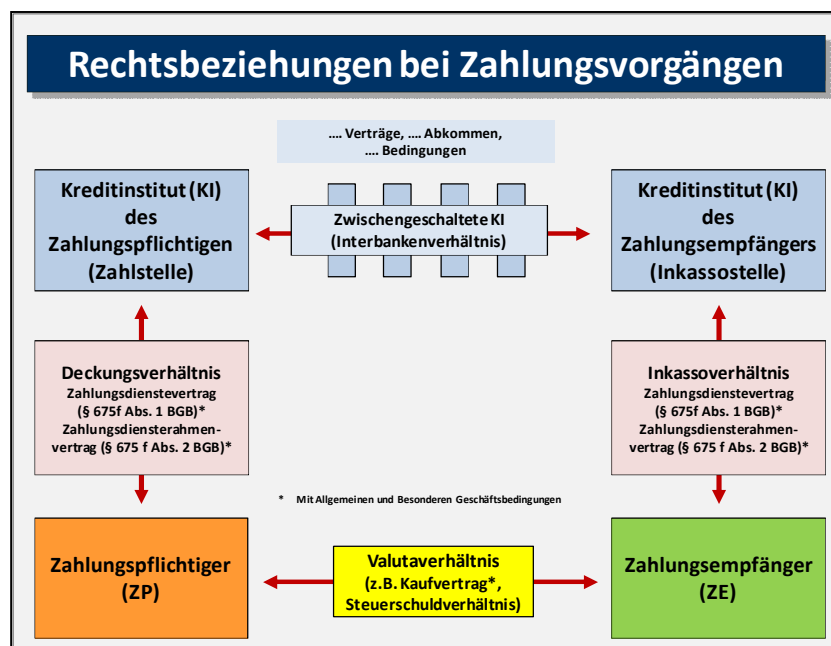 Rechtsbeziehungen bei Zahlungsvorgängen
.... Verträge, .... Abkommen,
.... Bedingungen
Kreditinstitut (KI)
des
Zahlungspflichtigen
(Zahlstelle)
Zwischengeschaltete KI
(Interbankenverhältnis)
Kreditinstitut (KI)
des
Zahlungsempfängers
(Inkassostelle)
Deckungsverhältnis
Zahlungsdienstevertrag
(§ 675f Abs. 1 BGB)*
Zahlungsdiensterahmen-
vertrag (§ 675 f Abs. 2 BGB)*
Inkassoverhältnis
Zahlungsdienstevertrag
(§ 675f Abs. 1 BGB)*
Zahlungsdiensterahmen-
vertrag (§ 675 f Abs. 2 BGB)*
* Mit Allgemeinen und Besonderen Geschäftsbedingungen
Zahlungspflichtiger
(ZP)
Valutaverhältnis
(z.B. Kaufvertrag*,
Steuerschuldverhältnis)
Zahlungsempfänger
(ZE)